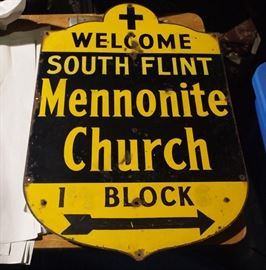 WELCOME
SOUTH FLINT
Mennonite
Church
1 BLOCK